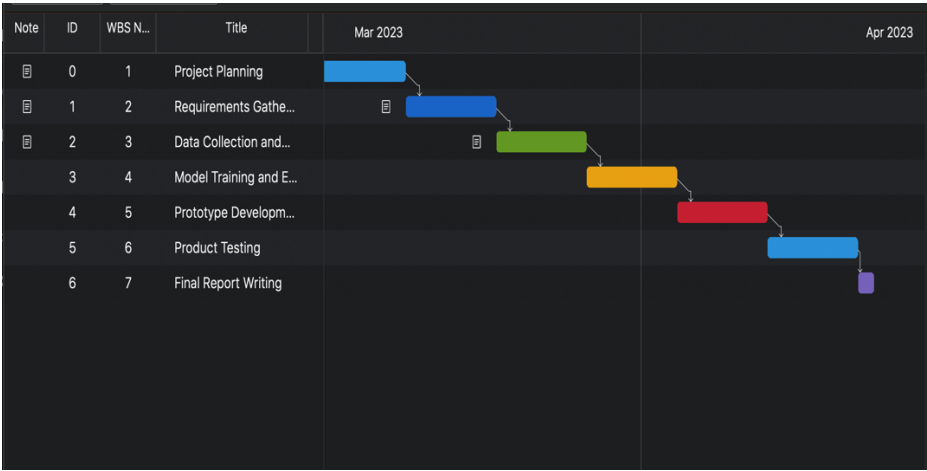 Note ID WBS N... Title Mar 2023 Apr 2023
0 1 Project Planning
1 2 Requirements Gathe...
2 3 Data Collection and...
3 4 Model Training and E...
4 5 Prototype Developm...
5 6 Product Testing
6 7 Final Report Writing